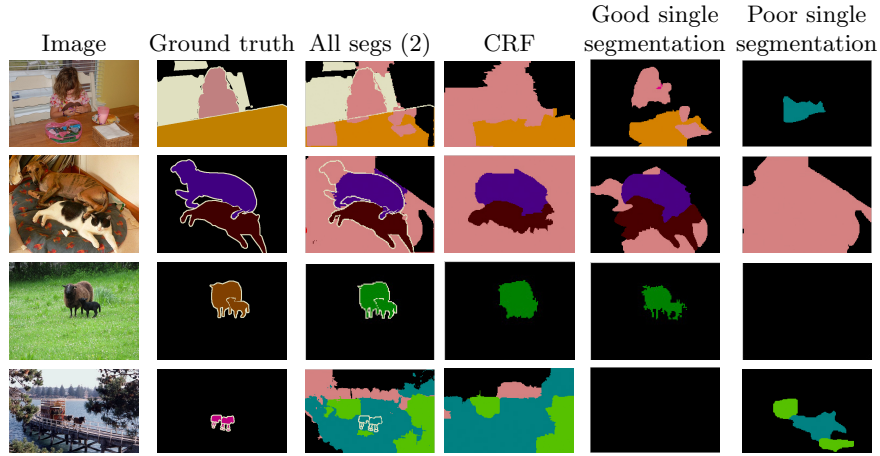 Image
Ground truth
All segs (2)
CRF
Good single
segmentation
Poor single
segmentation